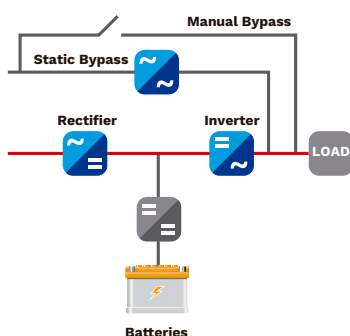 Manual Bypass
Static Bypass
Rectifier
Inverter
LOAD
Batteries